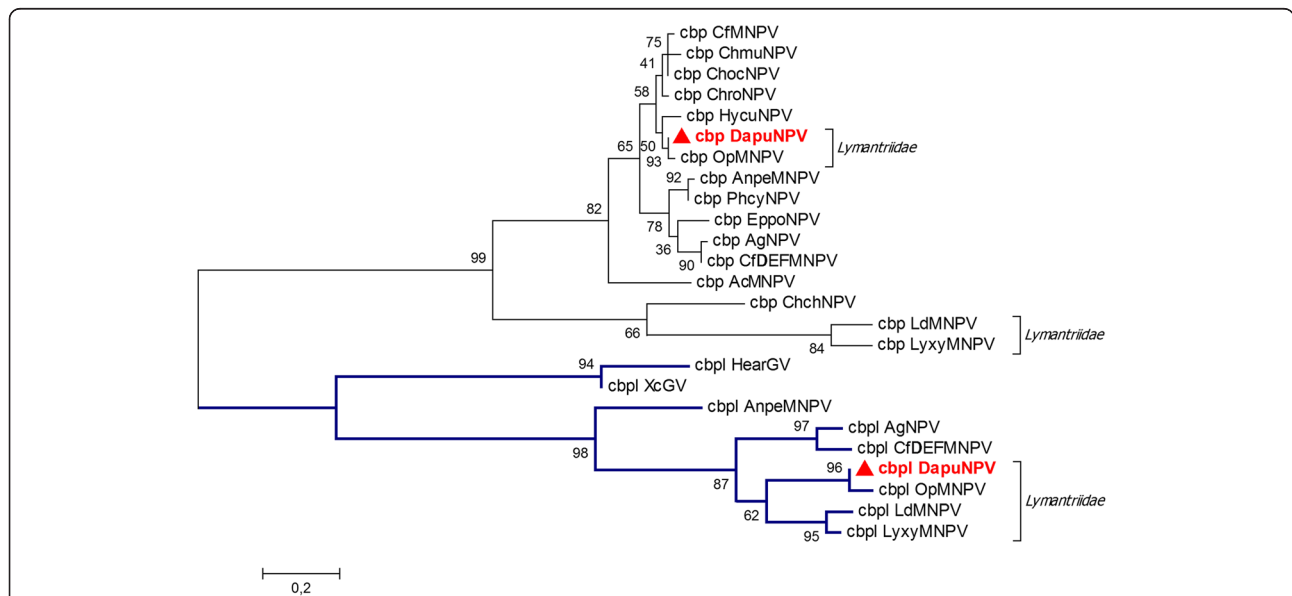 cbp CfMNPV
75
cbp ChmuNPV
41
cbp ChocNPV
58
cbp ChroNPV
cbp HycuNPV
cbp DapuNPV
65
50
Lymantriidae
93
cbp OpMNPV
92
cbp AnpeMNPV
cbp PhcyNPV
82
78
cbp EppoNPV
36
cbp AgNPV
90
cbp CfDEFMNPV
99
cbp AcMNPV
cbp ChchNPV
66
cbp LdMNPV
Lymantriidae
84
cbp LyxyMNPV
94
cbpl HearGV
cbpl XcGV
cbpl AnpeMNPV
97
cbpl AgNPV
98
cbpl CfDEFMNPV
96
cbpl DapuNPV
87
cbpl OpMNPV
Lymantriidae
62
cbpl LdMNPV
95
cbpl LyxyMNPV
0,2